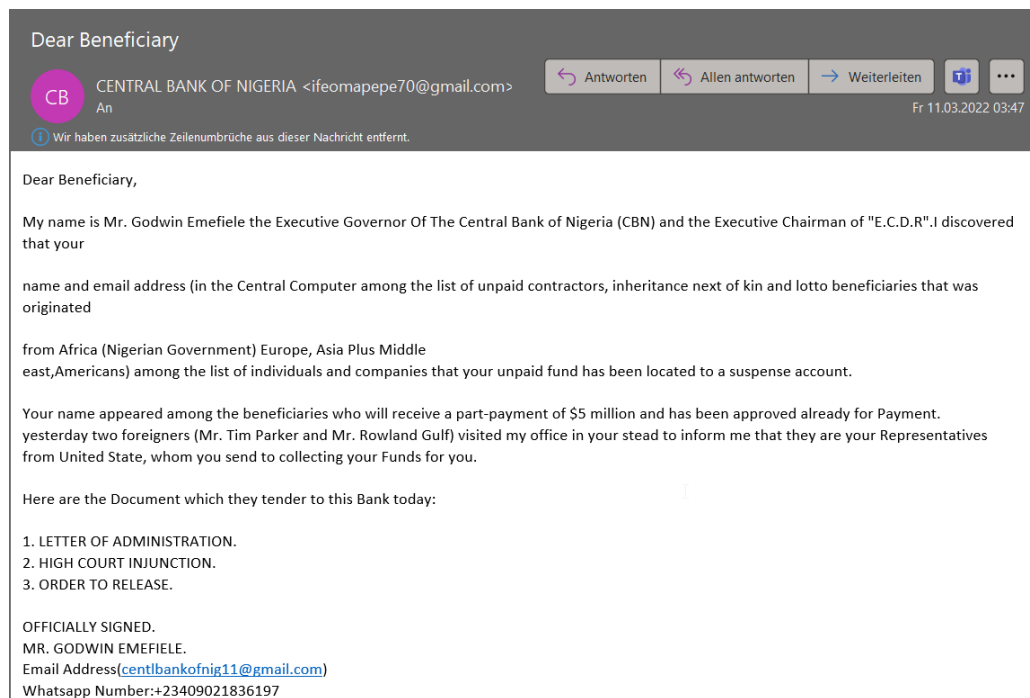 Dear Beneficiary
CB
CENTRAL BANK OF NIGERIA <ifeomapepe70@gmail.com>
An
Antworten
Allen antworten
Weiterleiten
Fr 11.03.2022 03:47
Wir haben zusätzliche Zeilenumbrüche aus dieser Nachricht entfernt.
Dear Beneficiary,
My name is Mr. Godwin Emefiele the Executive Governor Of The Central Bank of Nigeria (CBN) and the Executive Chairman of "E.C.D.R".I discovered
that your
name and email address (in the Central Computer among the list of unpaid contractors, inheritance next of kin and lotto beneficiaries that was
originated
from Africa (Nigerian Government) Europe, Asia Plus Middle
east,Americans) among the list of individuals and companies that your unpaid fund has been located to a suspense account.
Your name appeared among the beneficiaries who will receive a part-payment of $5 million and has been approved already for Payment.
yesterday two foreigners (Mr. Tim Parker and Mr. Rowland Gulf) visited my office in your stead to inform me that they are your Representatives
from United State, whom you send to collecting your Funds for you.
Here are the Document which they tender to this Bank today:
1. LETTER OF ADMINISTRATION.
2. HIGH COURT INJUNCTION.
3. ORDER TO RELEASE.
OFFICIALLY SIGNED.
MR. GODWIN EMEFIELE.
Email Address(centlbankofnig11@gmail.com)
Whatsapp Number:+23409021836197